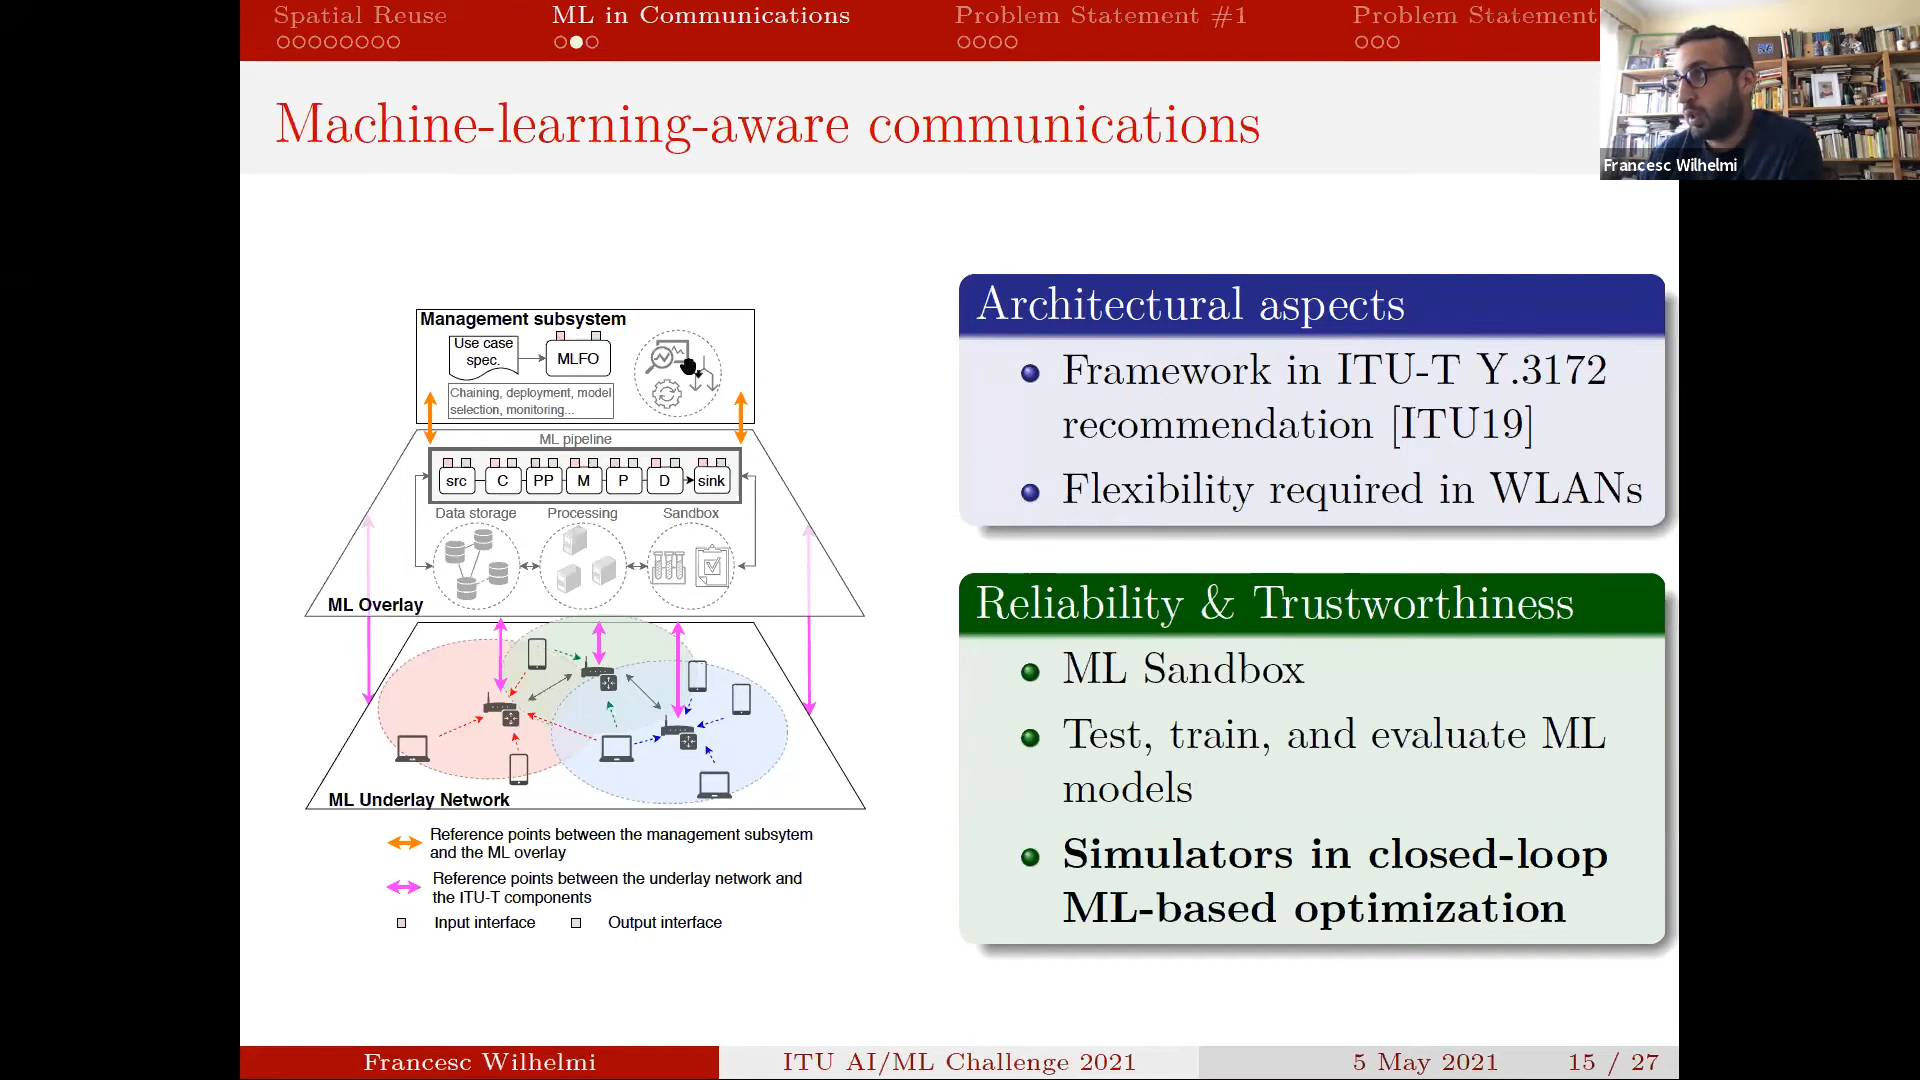 Spatial Reuse
ML in Communications
Problem Statement #1
Problem Statement
Francesc Wilhelmi
Machine-learning-aware communications
Management subsystem
Use case
spec.
MLFO
Chaining, deployment, model
selection, monitoring...
ML pipeline
src
C
PP
M
P
D
sink
Data storage
Processing
Sandbox
ML Overlay
ML Underlay Network
Reference points between the management subsytem
and the ML overlay
Reference points between the underlay network and
the ITU-T components
Input interface
Output interface
Architectural aspects
Framework in ITU-T Y.3172
recommendation [ITU19]
Flexibility required in WLANs
Reliability & Trustworthiness
ML Sandbox
Test, train, and evaluate ML
models
Simulators in closed-loop
ML-based optimization
Francesc Wilhelmi
ITU AI/ML Challenge 2021
5 May 2021
15 / 27